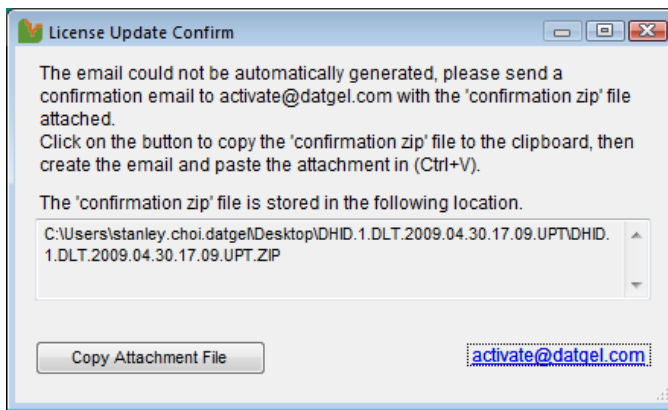 License Update Confirm
The email could not be automatically generated, please send a
confirmation email to activate@datgel.com with the 'confirmation zip' file
attached.
Click on the button to copy the 'confirmation zip' file to the clipboard, then
create the email and paste the attachment in (Ctrl+V).
The 'confirmation zip' file is stored in the following location.
C:\Users\stanley.choi.datgel\Desktop\DHID.1.DLT.2009.04.30.17.09.UPT\DHID.
1.DLT.2009.04.30.17.09.UPT.ZIP
Copy Attachment File
activate@datgel.com